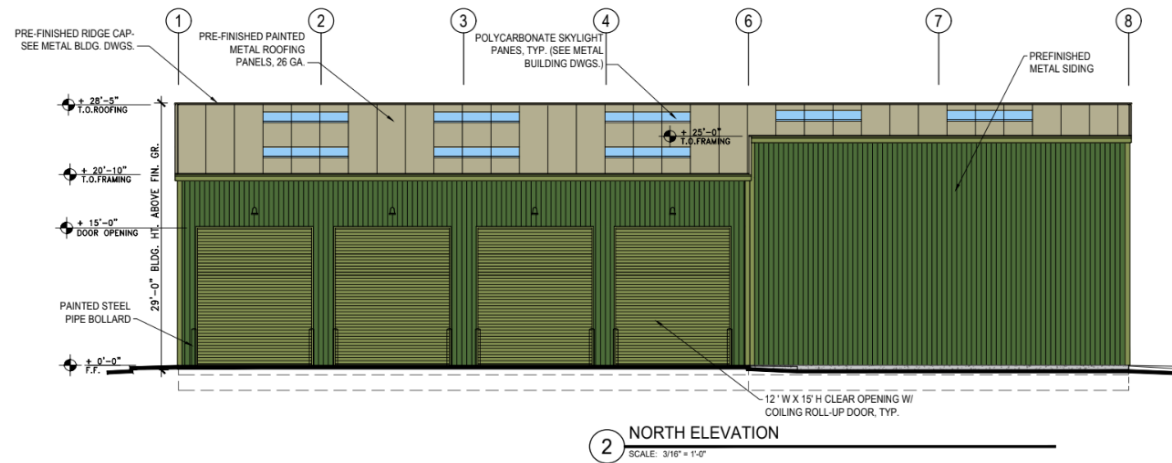 1
2
3
4
6
7
8
PRE-FINISHED RIDGE CAP-
SEE METAL BLDG. DWGS.
PRE-FINISHED PAINTED
METAL ROOFING
PANELS, 26 GA.
POLYCARBONATE SKYLIGHT
PANES, TYP. (SEE METAL
BUILDING DWGS.)
PREFINISHED
METAL SIDING
+ 28'-5"
T.O.ROOFING
+ 25'-0"
T.O.FRAMING
+ 20'-10"
T.O.FRAMING
+ 15'-0"
DOOR OPENING
29'-0" BLDG. HT. ABOVE FIN. GR.
PAINTED STEEL
PIPE BOLLARD
+ 0'-0"
F.F.
12 ' W X 15' H CLEAR OPENING W/
COILING ROLL-UP DOOR, TYP.
2
NORTH ELEVATION
SCALE: 3/16" = 1'-0"